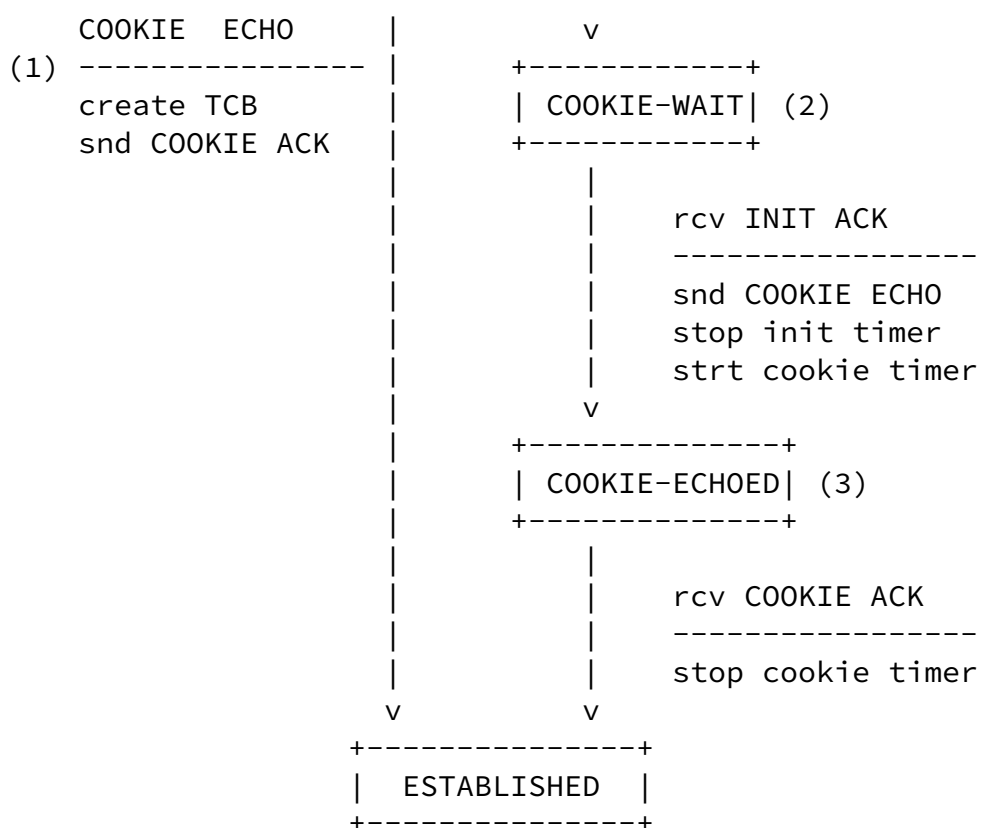 COOKIE  ECHO     |          v
(1) ---------------- |     +------------+
    create TCB       |     | COOKIE-WAIT| (2)
    snd COOKIE ACK   |     +------------+
                     |          |
                     |          |    rcv INIT ACK
                     |          |    -----------------
                     |          |    snd COOKIE ECHO
                     |          |    stop init timer
                     |          |    strt cookie timer
                     |          v
                     |      +--------------+
                     |      | COOKIE-ECHOED| (3)
                     |      +--------------+
                     |          |
                     |          |    rcv COOKIE ACK
                     |          |    -----------------
                     |          |    stop cookie timer
                     v          v
                   +---------------+
                   |  ESTABLISHED  |
                   +---------------+